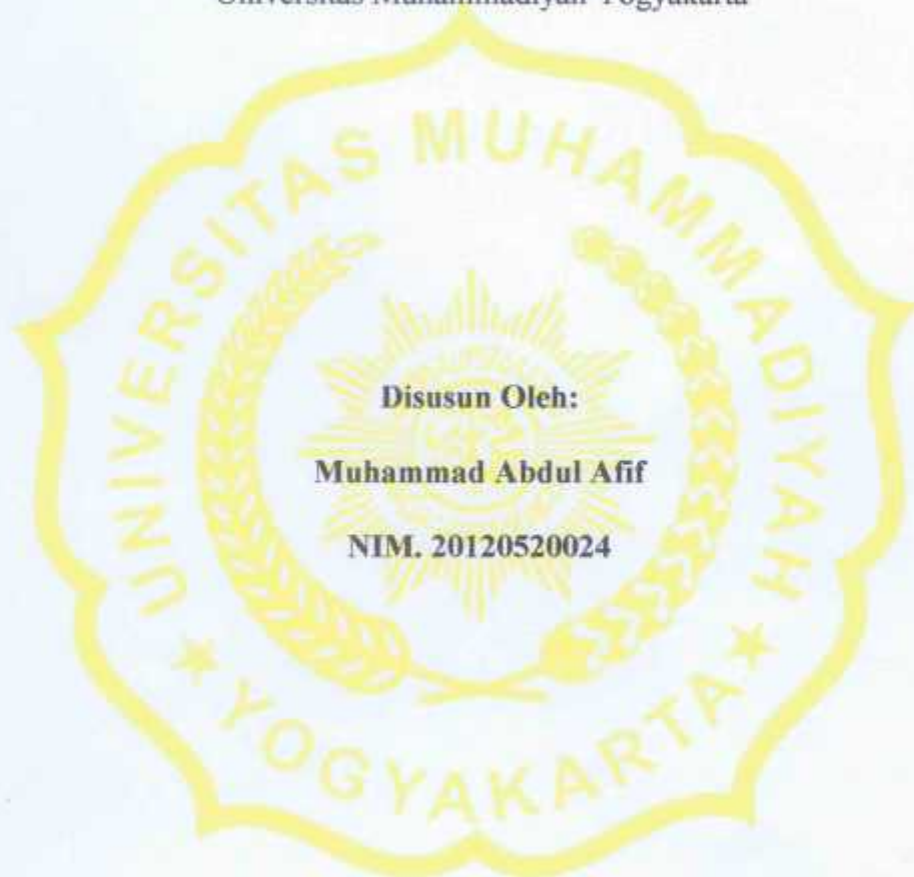 Universitas Muhammadiyah Yogyakarta
UNIVERSITAS MUHAMMADIYAH
Disusun Oleh:
Muhammad Abdul Afif
NIM. 20120520024
★ YOGYAKARTA ★